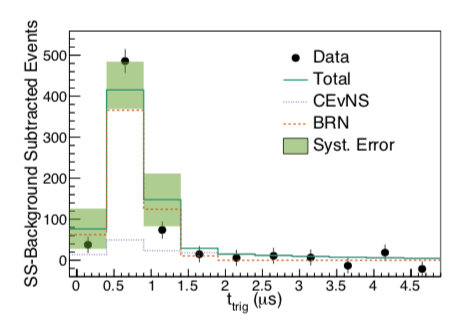 SS-Background Subtracted Events
500
400
300
200
100
0
Data
Total
CEvNS
BRN
Syst. Error
0 0.5 1 1.5 2 2.5 3 3.5 4 4.5
t_trig (μs)